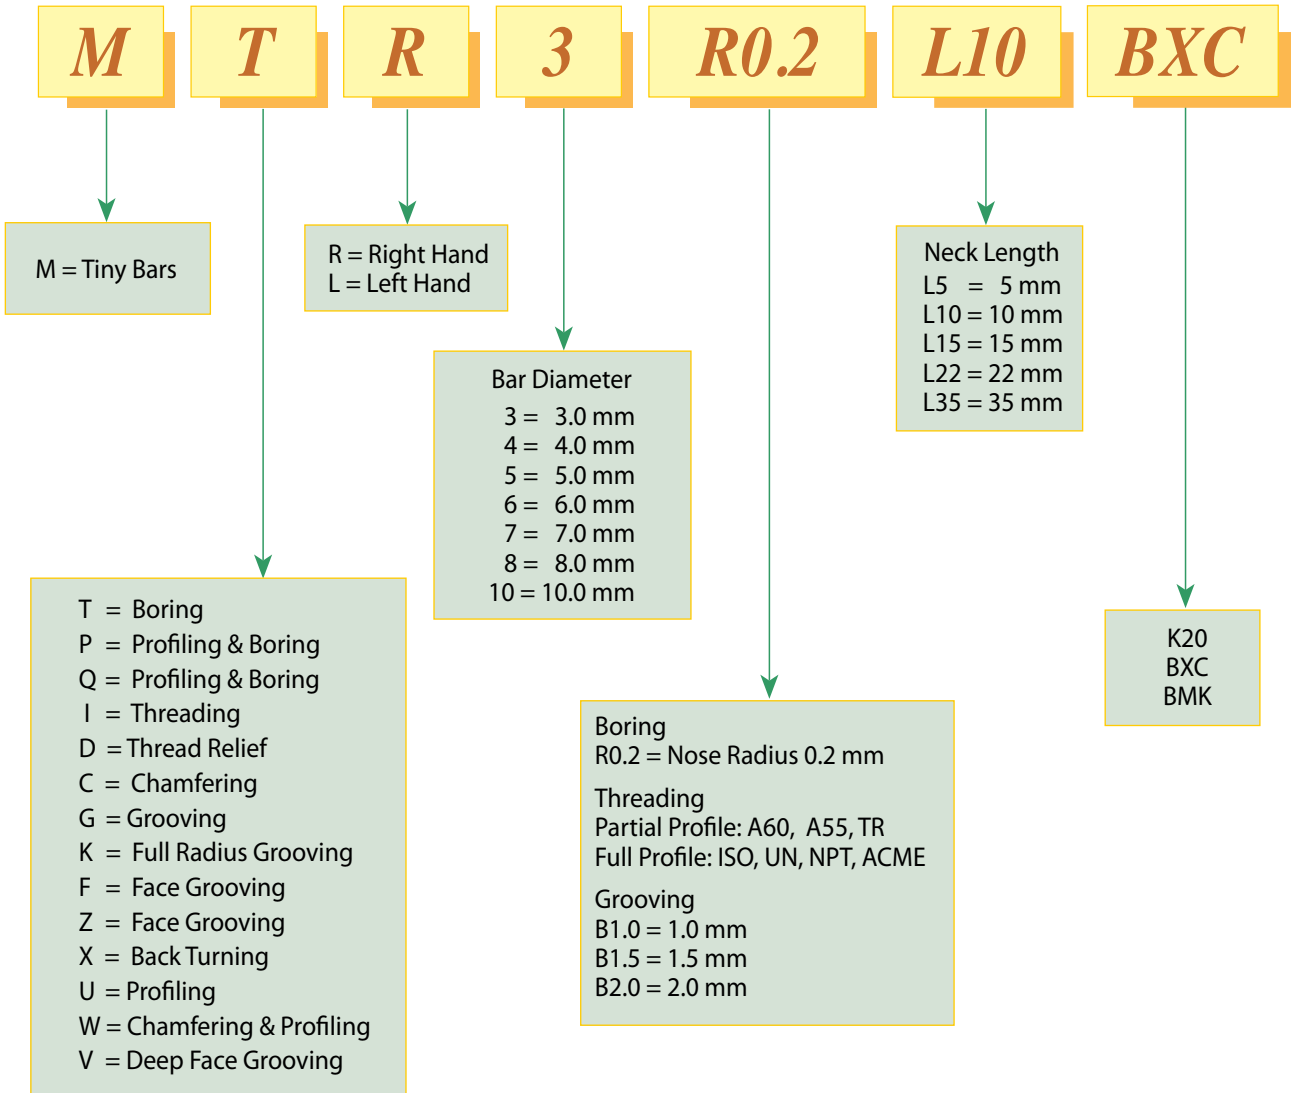 M T R 3 R0.2 L10 BXC
M = Tiny Bars
R = Right Hand
L = Left Hand
Neck Length
L5 = 5 mm
L10 = 10 mm
L15 = 15 mm
L22 = 22 mm
L35 = 35 mm
Bar Diameter
3 = 3.0 mm
4 = 4.0 mm
5 = 5.0 mm
6 = 6.0 mm
7 = 7.0 mm
8 = 8.0 mm
10 = 10.0 mm
T = Boring
P = Profiling & Boring
Q = Profiling & Boring
I = Threading
D = Thread Relief
C = Chamfering
G = Grooving
K = Full Radius Grooving
F = Face Grooving
Z = Face Grooving
X = Back Turning
U = Profiling
W = Chamfering & Profiling
V = Deep Face Grooving
Boring
R0.2 = Nose Radius 0.2 mm
Threading
Partial Profile: A60, A55, TR
Full Profile: ISO, UN, NPT, ACME
Grooving
B1.0 = 1.0 mm
B1.5 = 1.5 mm
B2.0 = 2.0 mm
K20
BXC
BMK